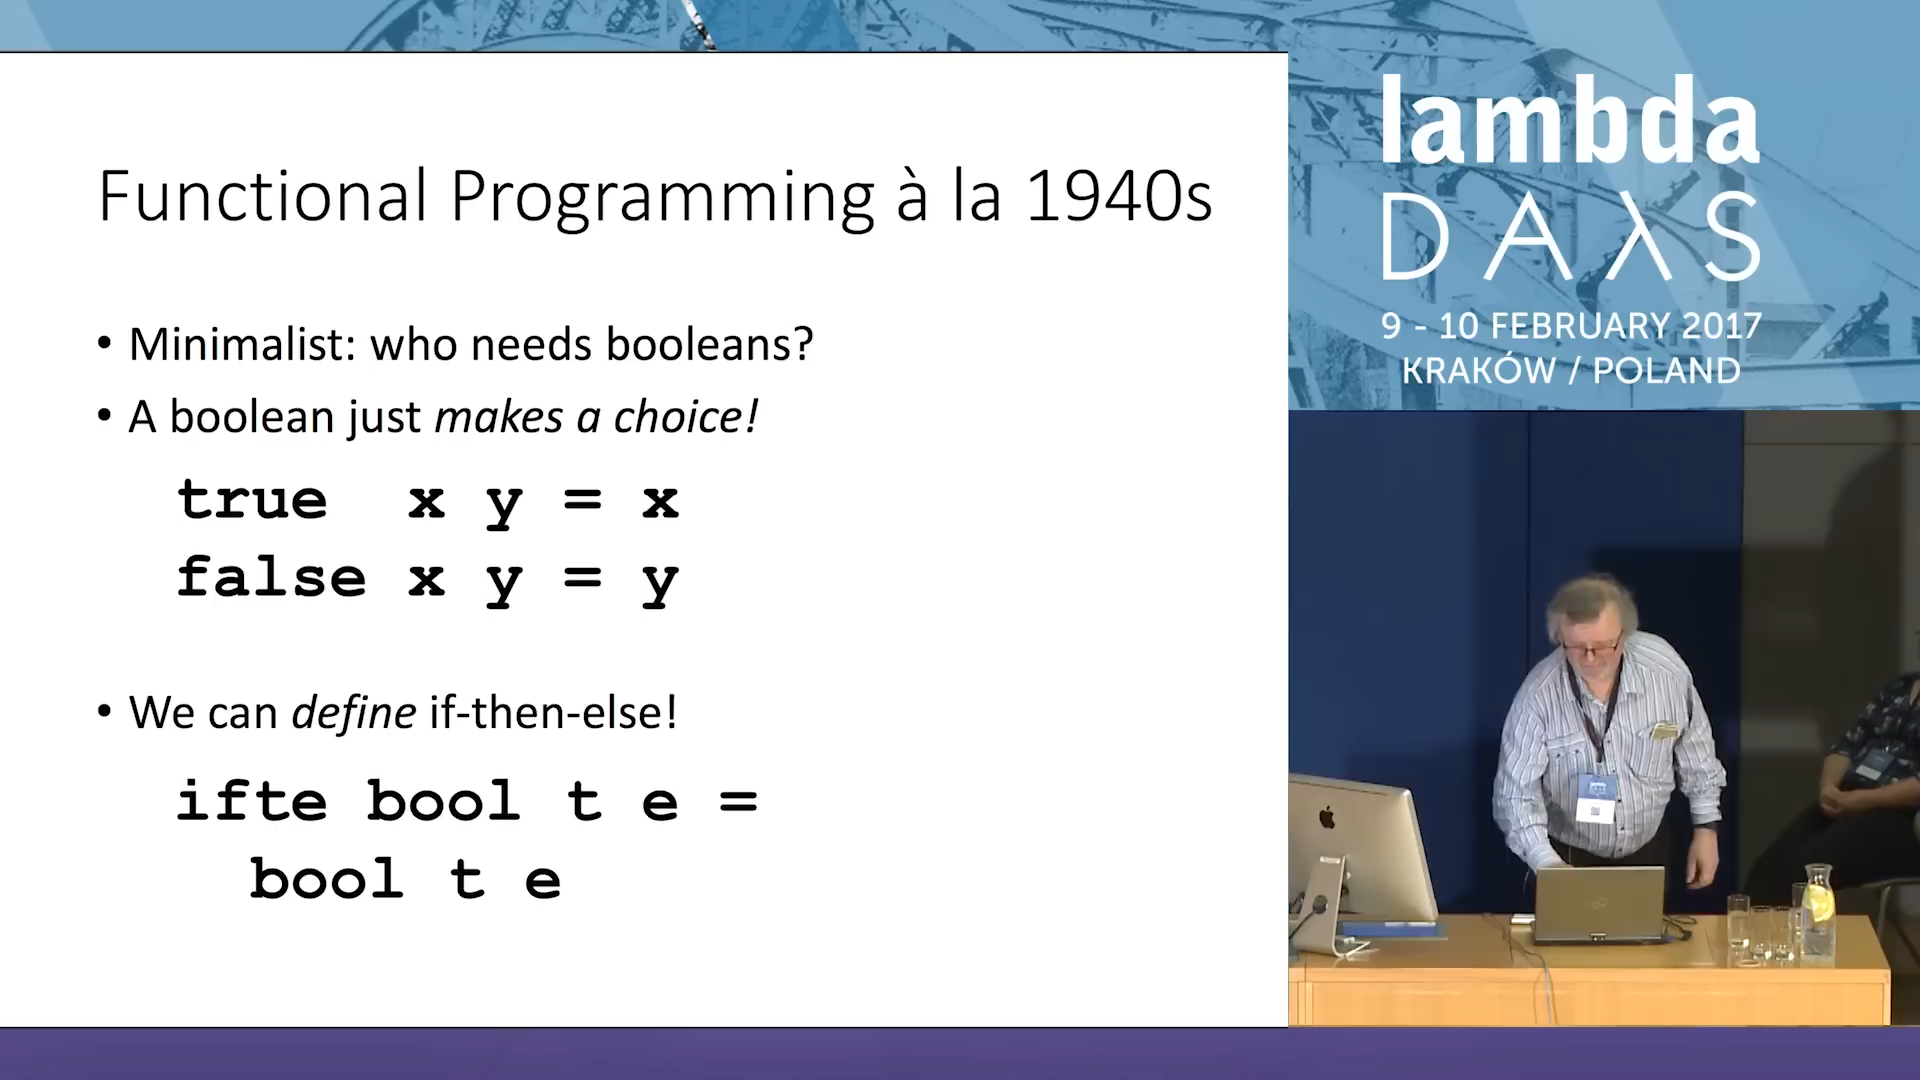 Functional Programming à la 1940s
• Minimalist: who needs booleans?
• A boolean just makes a choice!
true  x y = x
false x y = y
• We can define if-then-else!
ifte bool t e =
bool t e
lambda
DAλS
9 - 10 FEBRUARY 2017
KRAKÓW / POLAND